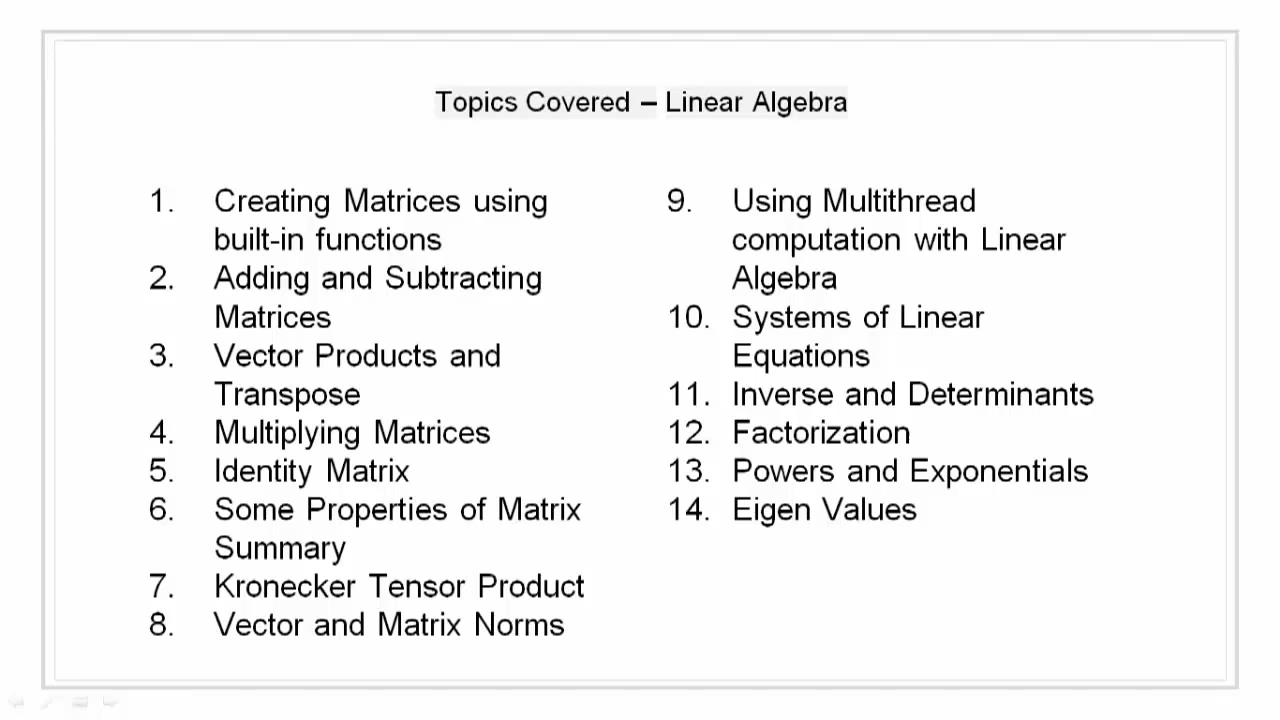 Topics Covered – Linear Algebra
1. Creating Matrices using
built-in functions
2. Adding and Subtracting
Matrices
3. Vector Products and
Transpose
4. Multiplying Matrices
5. Identity Matrix
6. Some Properties of Matrix
Summary
7. Kronecker Tensor Product
8. Vector and Matrix Norms
9. Using Multithread
computation with Linear
Algebra
10. Systems of Linear
Equations
11. Inverse and Determinants
12. Factorization
13. Powers and Exponentials
14. Eigen Values